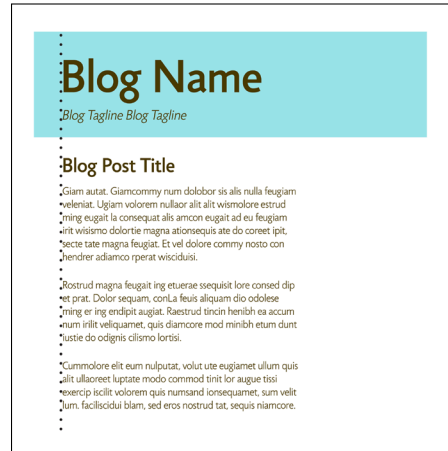 Blog Name
Blog Tagline Blog Tagline
Blog Post Title
Giam autat. Giamcommy num dolobor sis alis nulla feugiam
veleniat. Ugiam volorem nullaor alit alit wismolore estrud
ming eugait la consequat alis amcon eugait ad eu feugiam
irit wisismo dolortie magna ationsequis ate do coreet ipit,
secte tate magna feugiat. Et vel dolore commy nosto con
hendrer adiamco rperat wisciduisi.
Rostrud magna feugait ing etuerae ssequisit lore consed dip
et prat. Dolor sequam, conLa feuis aliquam dio odolese
ming er ing endipit augiat. Raestrud tincin henibh ea accum
num irilit veliquamet, quis diamcore mod minibh etum dunt
iustie do odignis cilismo lortisi.
Cummolore elit eum nulputat, volut ute eugiamet ullum quis
alit ullaoreet luptate modo commod tinit lor augue tissi
exercip iscilit volorem quis numsand ionsequamet, sum velit
lum. faciliscidui blam, sed eros nostrud tat, sequis niamcore.